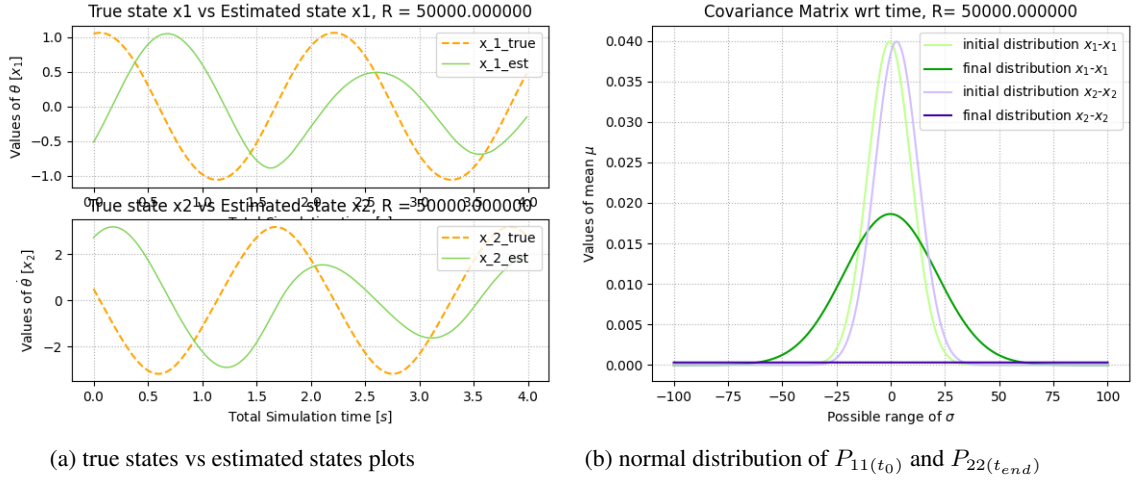 True state x1 vs Estimated state x1, R = 50000.000000
x_1_true
x_1_est
Values of θ [x₁]
1.0
0.5
0.0
−0.5
−1.0
0.0 0.5 1.0 1.5 2.0 2.5 3.0 3.5 4.0
Total Simulation time [s]
True state x2 vs Estimated state x2, R = 50000.000000
x_2_true
x_2_est
Values of θ̇ [x₂]
2
0
−2
0.0 0.5 1.0 1.5 2.0 2.5 3.0 3.5 4.0
Total Simulation time [s]
(a) true states vs estimated states plots
Covariance Matrix wrt time, R= 50000.000000
initial distribution x₁-x₁
final distribution x₁-x₁
initial distribution x₂-x₂
final distribution x₂-x₂
Values of mean μ
0.040
0.035
0.030
0.025
0.020
0.015
0.010
0.005
0.000
−100 −75 −50 −25 0 25 50 75 100
Possible range of σ
(b) normal distribution of P₁₁(t₀) and P₂₂(t_end)